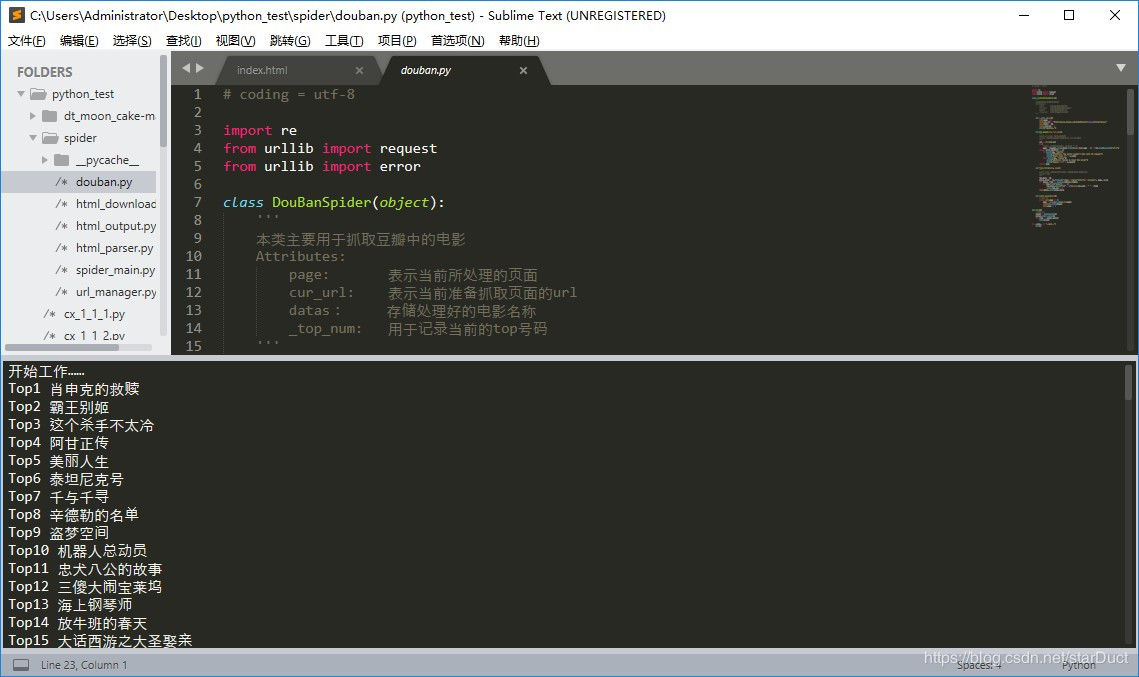 C:\Users\Administrator\Desktop\python_test\spider\douban.py (python_test) - Sublime Text (UNREGISTERED)
文件(F) 编辑(E) 选择(S) 查找(I) 视图(V) 跳转(G) 工具(T) 项目(P) 首选项(N) 帮助(H)
FOLDERS
python_test
dt_moon_cake-m
spider
__pycache__
/* douban.py
/* html_download
/* html_output.py
/* html_parser.py
/* spider_main.py
/* url_manager.py
/* cx_1_1_1.py
/* cx_1_1_2.py
index.html
douban.py
1 # coding = utf-8
2
3 import re
4 from urllib import request
5 from urllib import error
6
7 class DouBanSpider(object):
8 '''
9 本类主要用于抓取豆瓣中的电影
10 Attributes:
11 page: 表示当前所处理的页面
12 cur_url: 表示当前准备抓取页面的url
13 datas: 存储处理好的电影名称
14 _top_num: 用于记录当前的top号码
15 '''
开始工作……
Top1 肖申克的救赎
Top2 霸王别姬
Top3 这个杀手不太冷
Top4 阿甘正传
Top5 美丽人生
Top6 泰坦尼克号
Top7 千与千寻
Top8 辛德勒的名单
Top9 盗梦空间
Top10 机器人总动员
Top11 忠犬八公的故事
Top12 三傻大闹宝莱坞
Top13 海上钢琴师
Top14 放牛班的春天
Top15 大话西游之大圣娶亲
Line 23, Column 1
Spaces: 4
Python
https://blog.csdn.net/starDuct